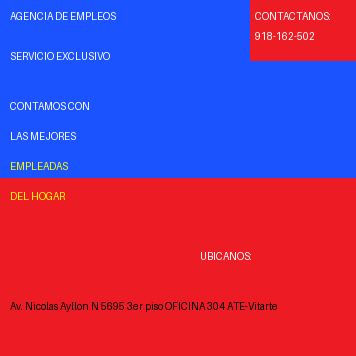 AGENCIA DE EMPLEOS
CONTACTANOS:
918-162-502
SERVICIO EXCLUSIVO
CONTAMOS CON
LAS MEJORES
EMPLEADAS
DEL HOGAR
UBICANOS:
Av. Nicolas Ayllon N 5695 3er piso OFICINA 304 ATE-Vitarte